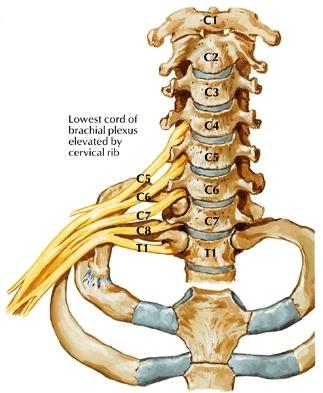 C1
C2
C3
Lowest cord of
brachial plexus
elevated by
cervical rib
C4
C5
C5
C6
C6
C7
C7
C8
T1
T1